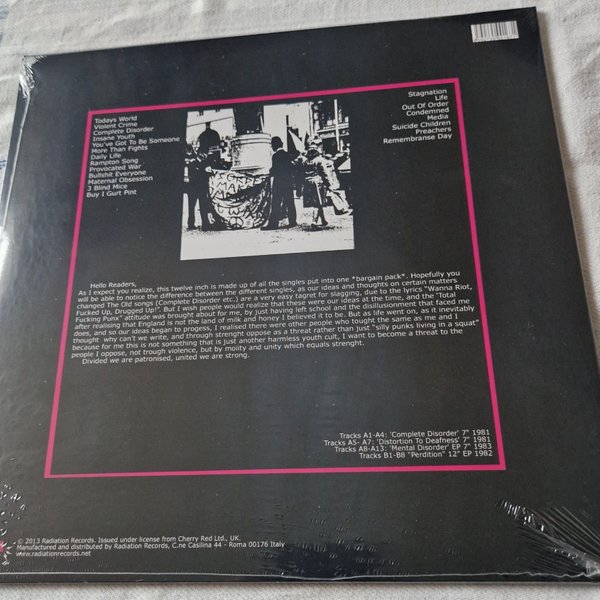 Todays World
Violent Crime
Complete Disorder
Insane Youth
You've Got To Be Someone
More Than Fights
Daily Life
Rampton Song
Provocated War
Bullshit Everyone
Maternal Obsession
3 Blind Mice
Buy I Gurt Pint
Stagnation
Life
Out Of Order
Condemned
Media
Suicide Children
Preachers
Remembranse Day
Hello Readers,
As I expect you realize, this twelve inch is made up of all the singles put into one *bargain pack*. Hopefully you
will be able to notice the difference between the different singles, as our ideas and thoughts on certain matters
changed The Old songs (Complete Disorder etc.) are a very easy tagret for slagging, due to the lyrics "Wanna Riot,
Fucked Up, Drugged Up!". But I wish people would realize that these were our ideas at the time, and the "Total
Fucking Punx" attitude was brought about for me, by just having left school and the disillusionment that faced me
after realising that England is not the land of milk and honey I believed it to be. But as life went on, as it inevitably
does, and so our ideas began to progess, I realised there were other people who tought the same as me and I
thought why can't we write, and through strenght oppose as a threat rather than just "silly punks living in a squat"
because for me this is not something that is just another harmless youth cult, I want to become a threat to the
people I oppose, not trough violence, but by molity and unity which equals strenght.
Divided we are patronised, united we are strong.
Tracks A1-A4: 'Complete Disorder' 7" 1981
Tracks A5- A7: 'Distortion To Deafness' 7" 1981
Tracks A8-A13: 'Mental Disorder' EP 7" 1983
Tracks B1-B8 "Perdition" 12" EP 1982
© 2013 Radiation Records. Issued under license from Cherry Red Ltd., UK.
Manufactured and distributed by Radiation Records, C.ne Casilina 44 - Roma 00176 Italy
www.radiationrecords.net